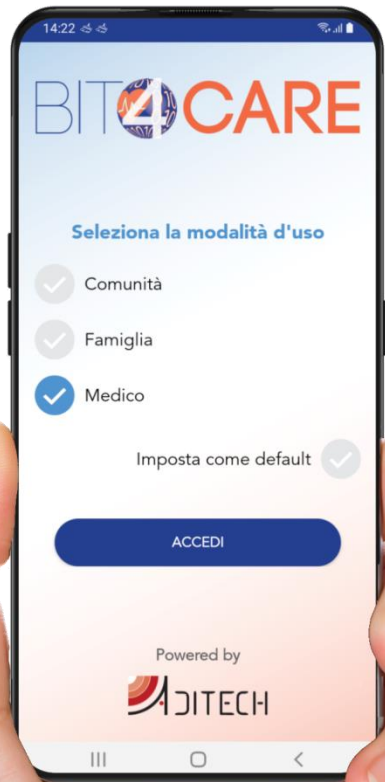 14:22
BIT4CARE
Seleziona la modalità d'uso
Comunità
Famiglia
Medico
Imposta come default
ACCEDI
Powered by
ADITECH